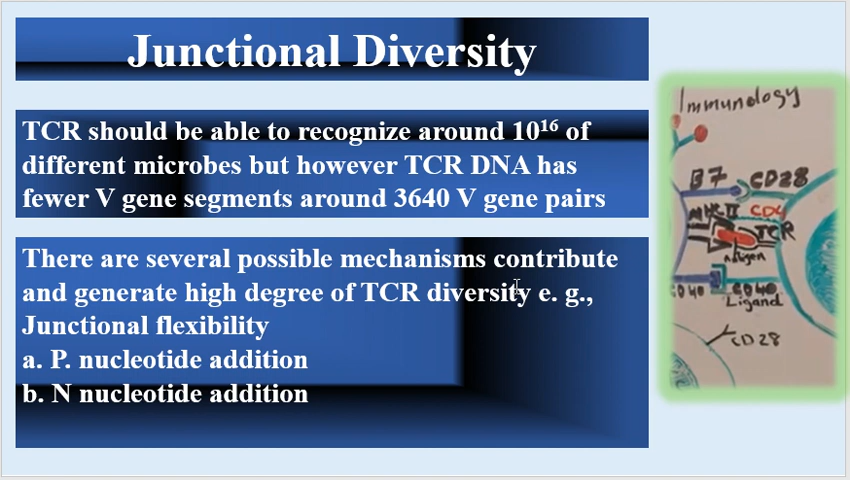 Junctional Diversity
TCR should be able to recognize around 10¹⁶ of
different microbes but however TCR DNA has
fewer V gene segments around 3640 V gene pairs
There are several possible mechanisms contribute
and generate high degree of TCR diversity e. g.,
Junctional flexibility
a. P. nucleotide addition
b. N nucleotide addition
Immunology
B7 CD28
MHC II CD4
TCR
Antigen
CD40 CD40
Ligand
CD28